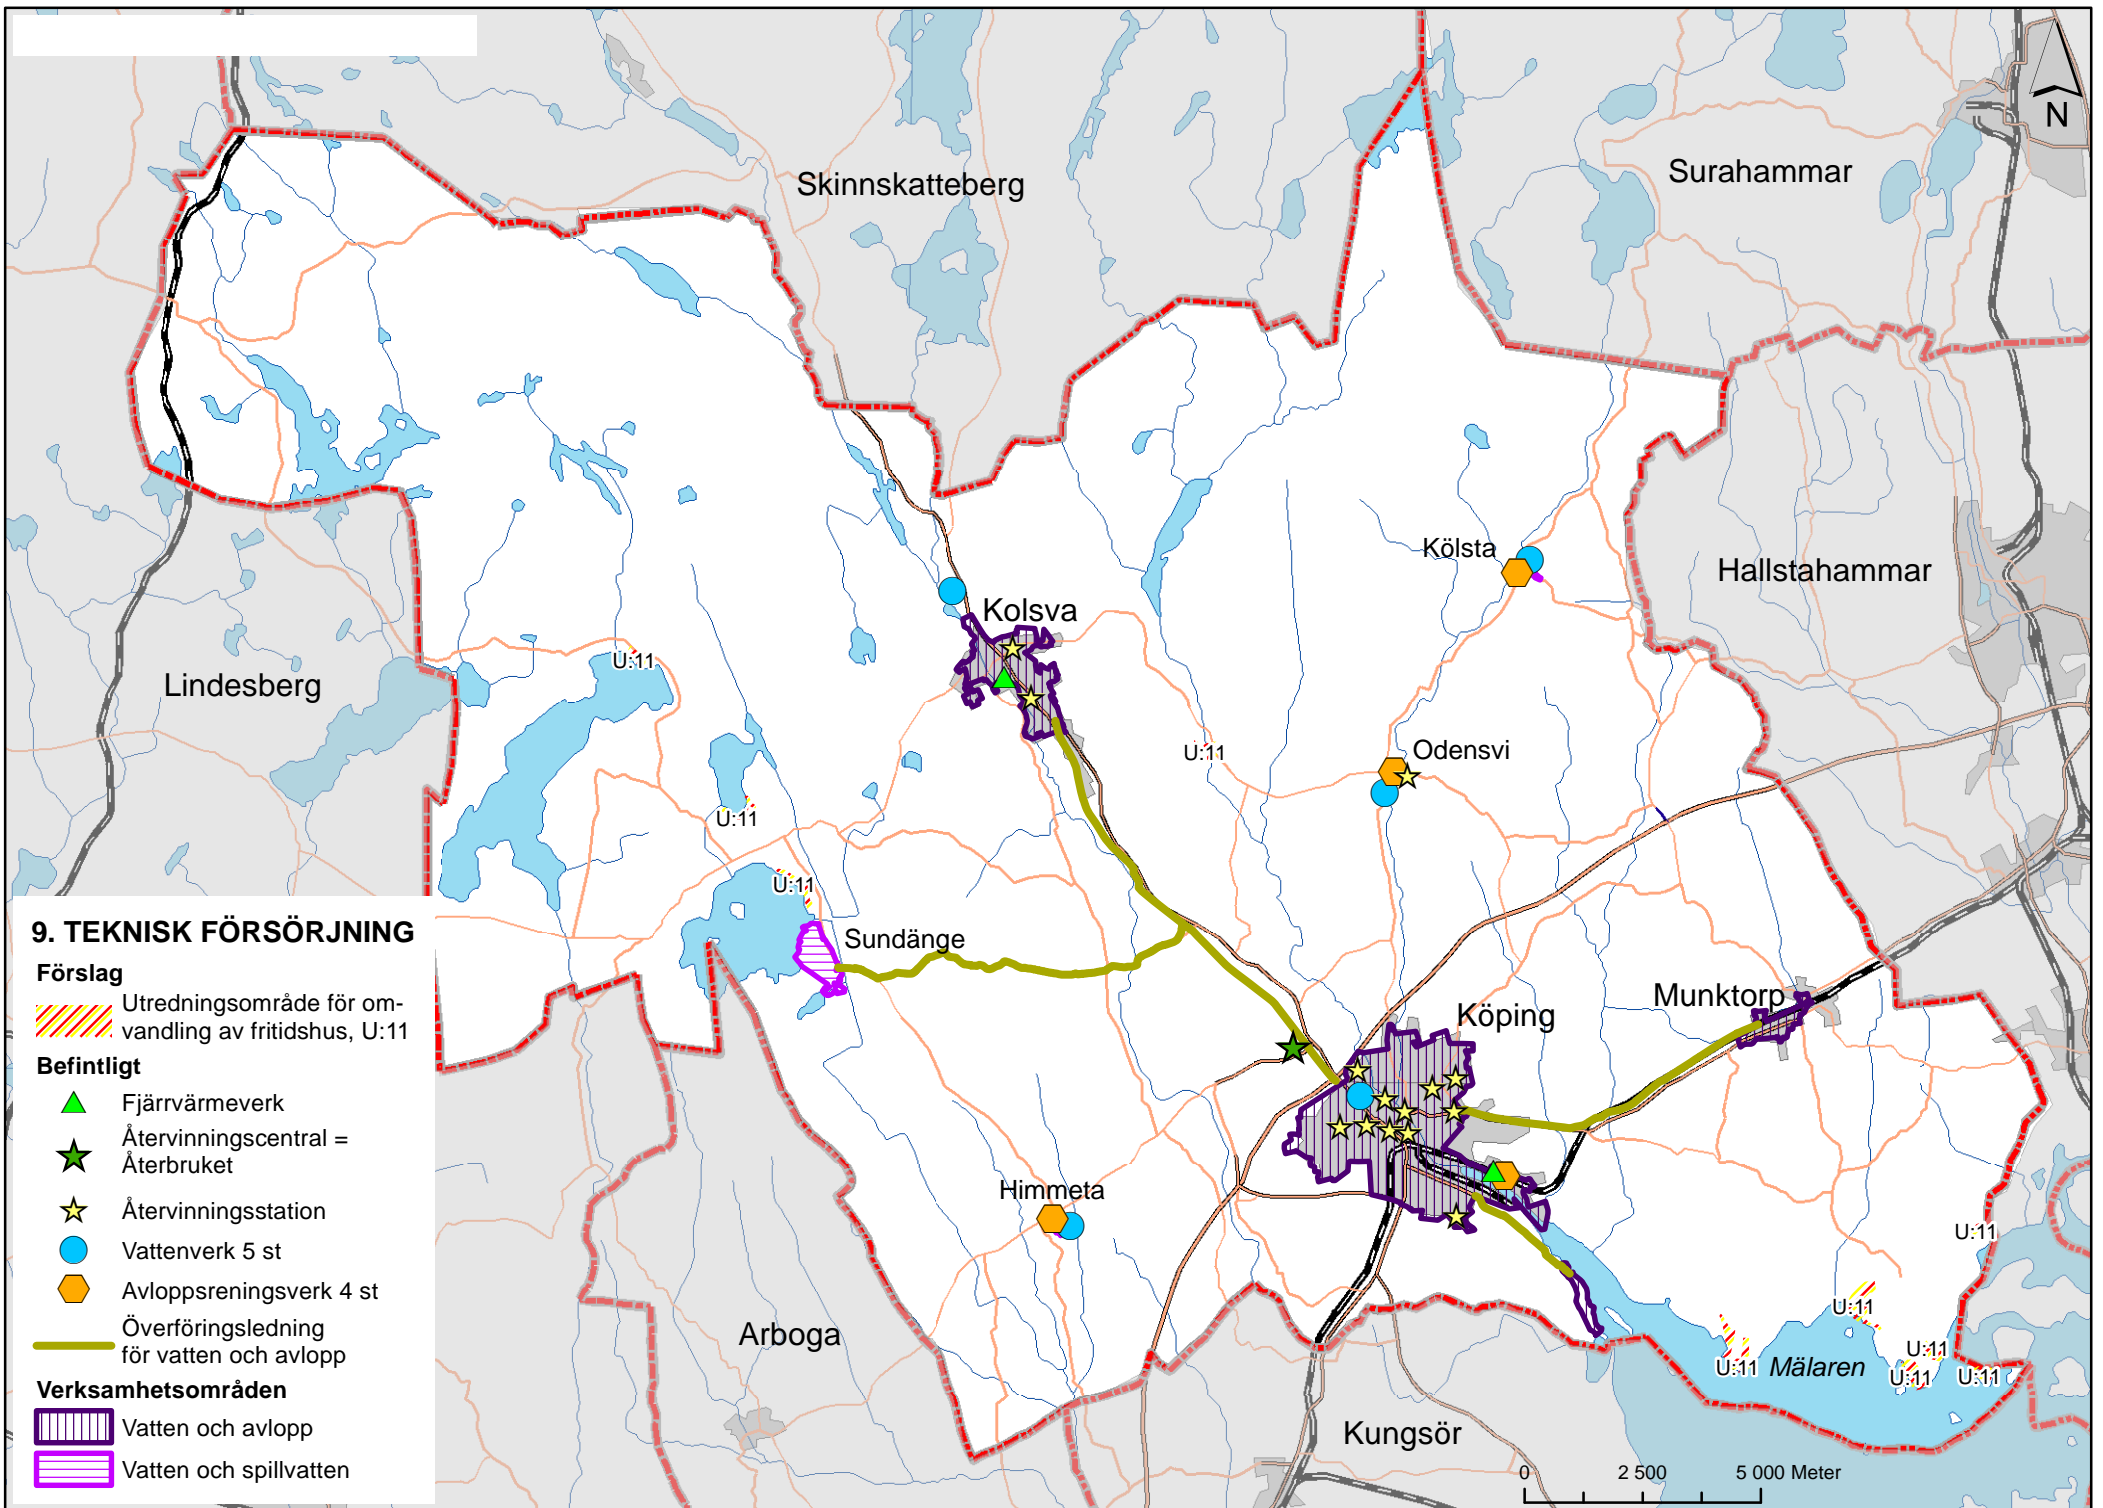 N
Skinnskatteberg
Surahammar
Kölsta
Hallstahammar
Kolsva
U:11
Lindesberg
Odensvi
U:11
U:11
U:11
Sundänge
Munktorp
Köping
Himmeta
U:11
U:11
Arboga
U:11
U:11
Mälaren
U:11
U:11
Kungsör
0 2 500 5 000 Meter
9. TEKNISK FÖRSÖRJNING
Förslag
Utredningsområde för om-
vandling av fritidshus, U:11
Befintligt
Fjärrvärmeverk
Återvinningscentral =
Återbruket
Återvinningsstation
Vattenverk 5 st
Avloppsreningsverk 4 st
Överföringsledning
för vatten och avlopp
Verksamhetsområden
Vatten och avlopp
Vatten och spillvatten